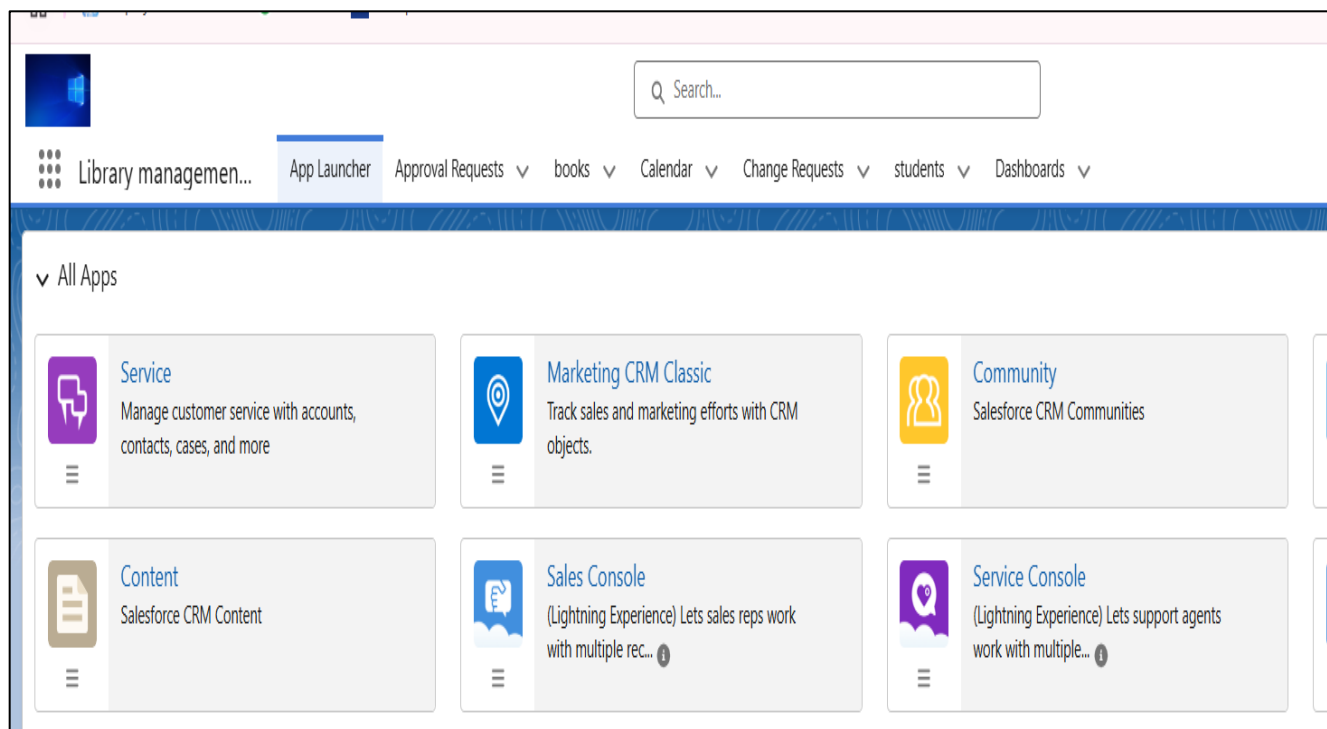 Search...
Library managemen...
App Launcher
Approval Requests
books
Calendar
Change Requests
students
Dashboards
All Apps
Service
Manage customer service with accounts,
contacts, cases, and more
Marketing CRM Classic
Track sales and marketing efforts with CRM
objects.
Community
Salesforce CRM Communities
Content
Salesforce CRM Content
Sales Console
(Lightning Experience) Lets sales reps work
with multiple rec...
Service Console
(Lightning Experience) Lets support agents
work with multiple...